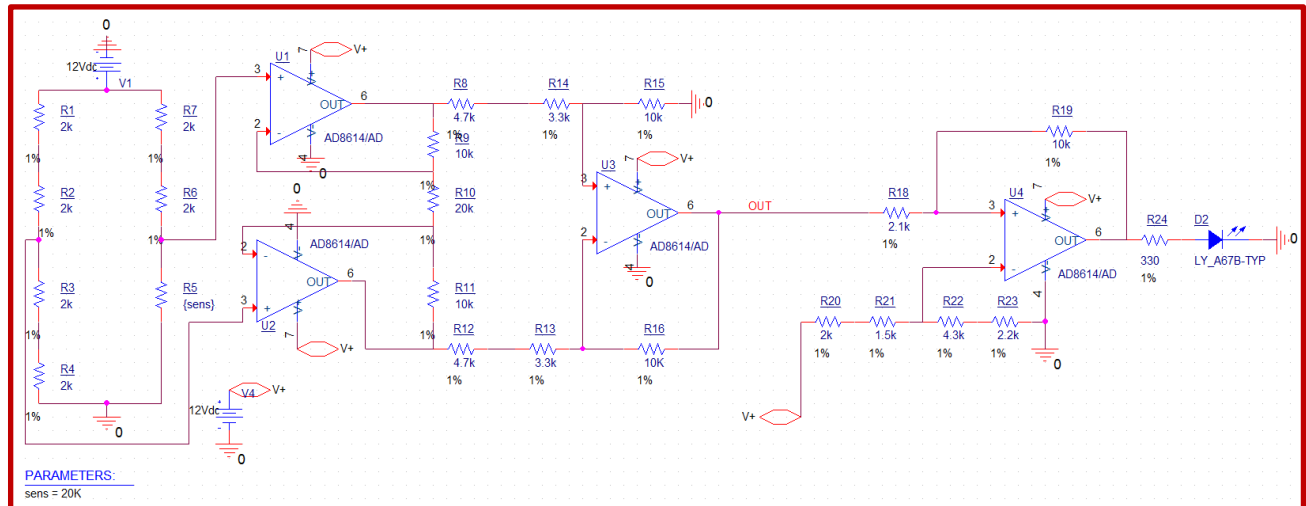 0
12Vdc
V1
R1
2k
1%
R2
2k
1%
R3
2k
1%
R4
2k
1%
0
R7
2k
1%
R6
2k
1%
R5
{sens}
U1
7
V+
3
+
2
-
V+
OUT
6
V-
4
AD8614/AD
0
0
4
V-
AD8614/AD
2
-
3
+
OUT
6
V+
U2
7
V+
V4
V+
12Vdc
0
R8
4.7k
1%
R9
10k
1%
R10
20k
R11
10k
R12
4.7k
1%
R14
3.3k
1%
R13
3.3k
1%
R15
10k
1%
0
U3
7
V+
3
+
2
-
V+
OUT
6
V-
4
AD8614/AD
0
R16
10K
1%
OUT
R18
2.1k
1%
R19
10k
1%
U4
7
V+
3
+
2
-
V+
OUT
6
V-
4
AD8614/AD
R20
2k
1%
R21
1.5k
1%
R22
4.3k
1%
R23
2.2k
1%
0
V+
R24
330
1%
D2
LY_A67B-TYP
0
PARAMETERS:
sens = 20K